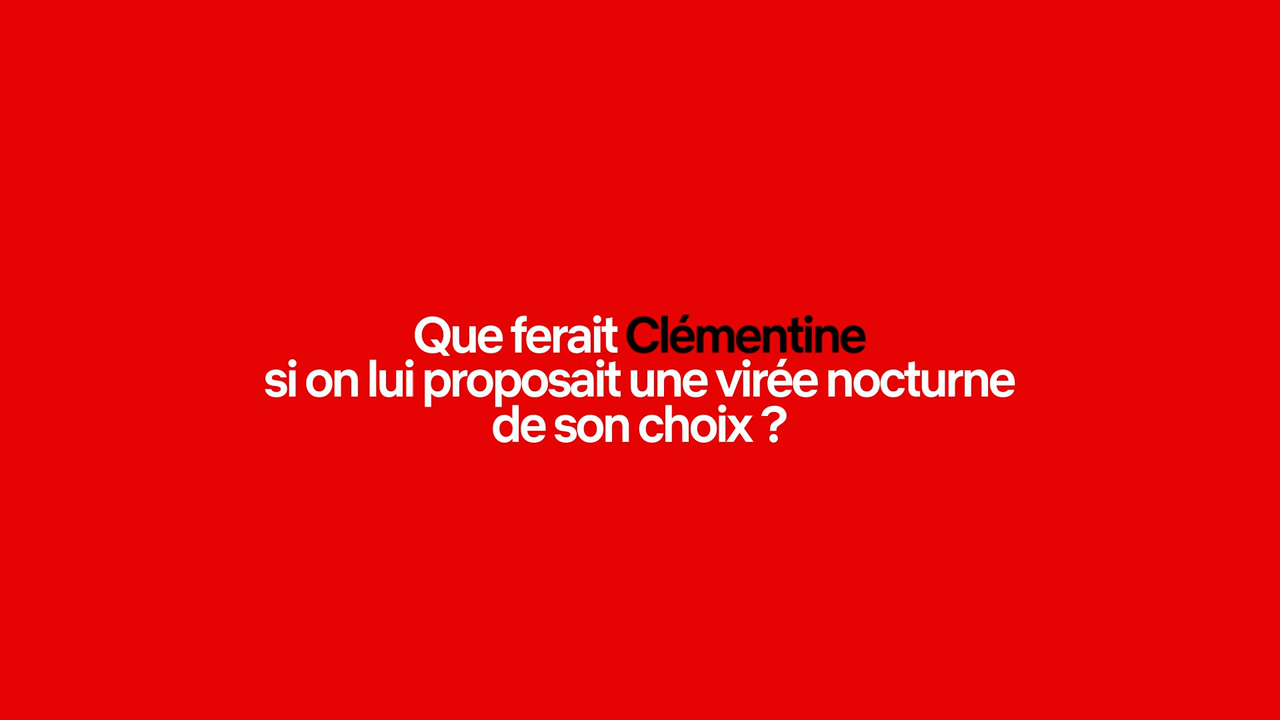 Que ferait Clémentine
si on lui proposait une virée nocturne
de son choix ?